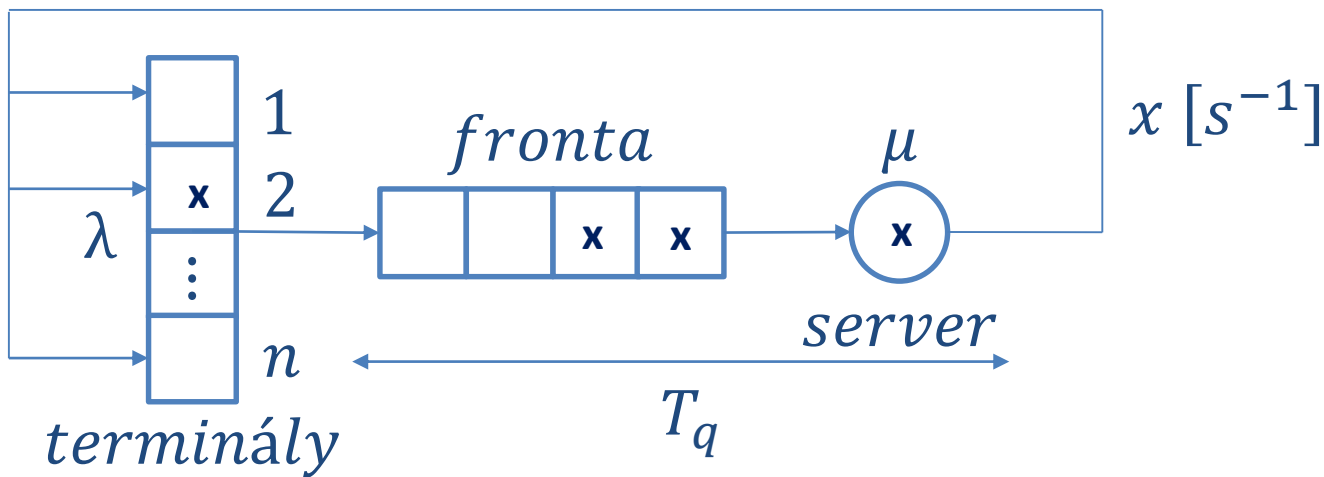 1
x
2
λ
⋮
n
terminály
fronta
x x
μ
x
server
T_q
x [s⁻¹]